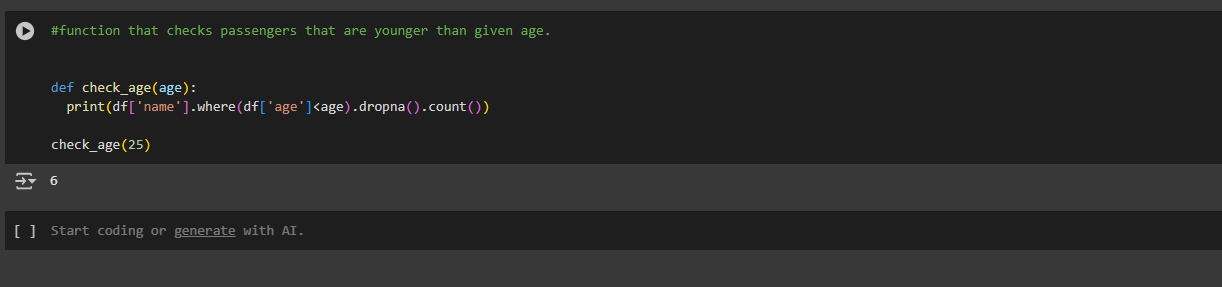 #function that checks passengers that are younger than given age.
def check_age(age):
  print(df['name'].where(df['age']<age).dropna().count())
check_age(25)
6
[ ] Start coding or generate with AI.